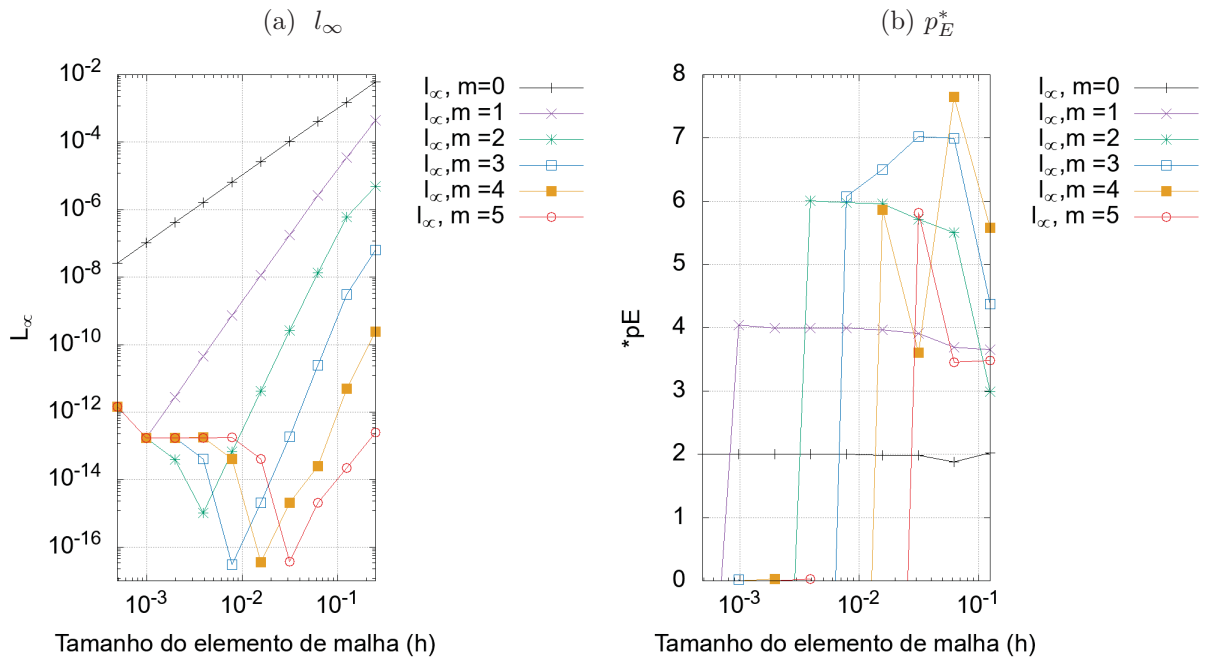 (a) l∞
L∞
10⁻²
10⁻⁴
10⁻⁶
10⁻⁸
10⁻¹⁰
10⁻¹²
10⁻¹⁴
10⁻¹⁶
10⁻³ 10⁻² 10⁻¹
Tamanho do elemento de malha (h)
l∞, m=0
l∞,m =1
l∞,m =2
l∞,m =3
l∞,m =4
l∞, m =5
(b) p*E
*pE
8
7
6
5
4
3
2
1
0
10⁻³ 10⁻² 10⁻¹
Tamanho do elemento de malha (h)
l∞, m=0
l∞,m =1
l∞,m =2
l∞,m =3
l∞,m =4
l∞, m =5